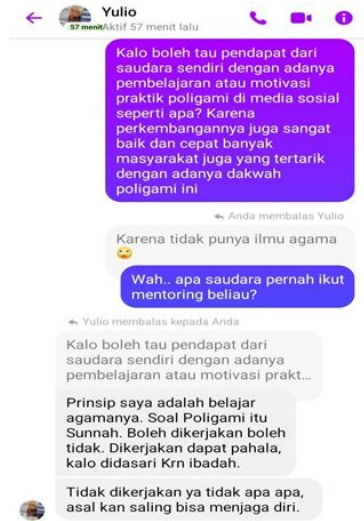 Yulio
57 menit
Aktif 57 menit lalu
Kalo boleh tau pendapat dari
saudara sendiri dengan adanya
pembelajaran atau motivasi
praktik poligami di media sosial
seperti apa? Karena
perkembangannya juga sangat
baik dan cepat banyak
masyarakat juga yang tertarik
dengan adanya dakwah
poligami ini
Anda membalas Yulio
Karena tidak punya ilmu agama
🙄
Wah.. apa saudara pernah ikut
mentoring beliau?
Yulio membalas kepada Anda
Kalo boleh tau pendapat dari
saudara sendiri dengan adanya
pembelajaran atau motivasi prakt...
Prinsip saya adalah belajar
agamanya. Soal Poligami itu
Sunnah. Boleh dikerjakan boleh
tidak. Dikerjakan dapat pahala,
kalo didasari Krn ibadah.
Tidak dikerjakan ya tidak apa apa,
asal kan saling bisa menjaga diri.